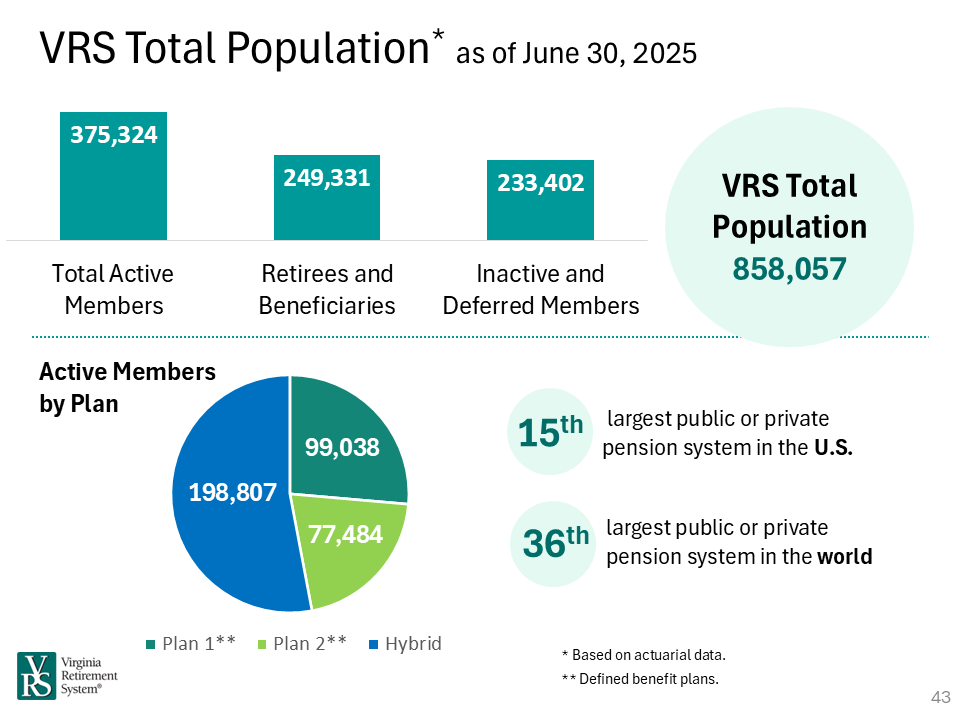 VRS Total Population* as of June 30, 2025
375,324
249,331
233,402
Total Active
Members
Retirees and
Beneficiaries
Inactive and
Deferred Members
VRS Total
Population
858,057
Active Members
by Plan
99,038
198,807
77,484
Plan 1**
Plan 2**
Hybrid
15th
largest public or private
pension system in the U.S.
36th
largest public or private
pension system in the world
* Based on actuarial data.
** Defined benefit plans.
VRS
Virginia
Retirement
System®
43